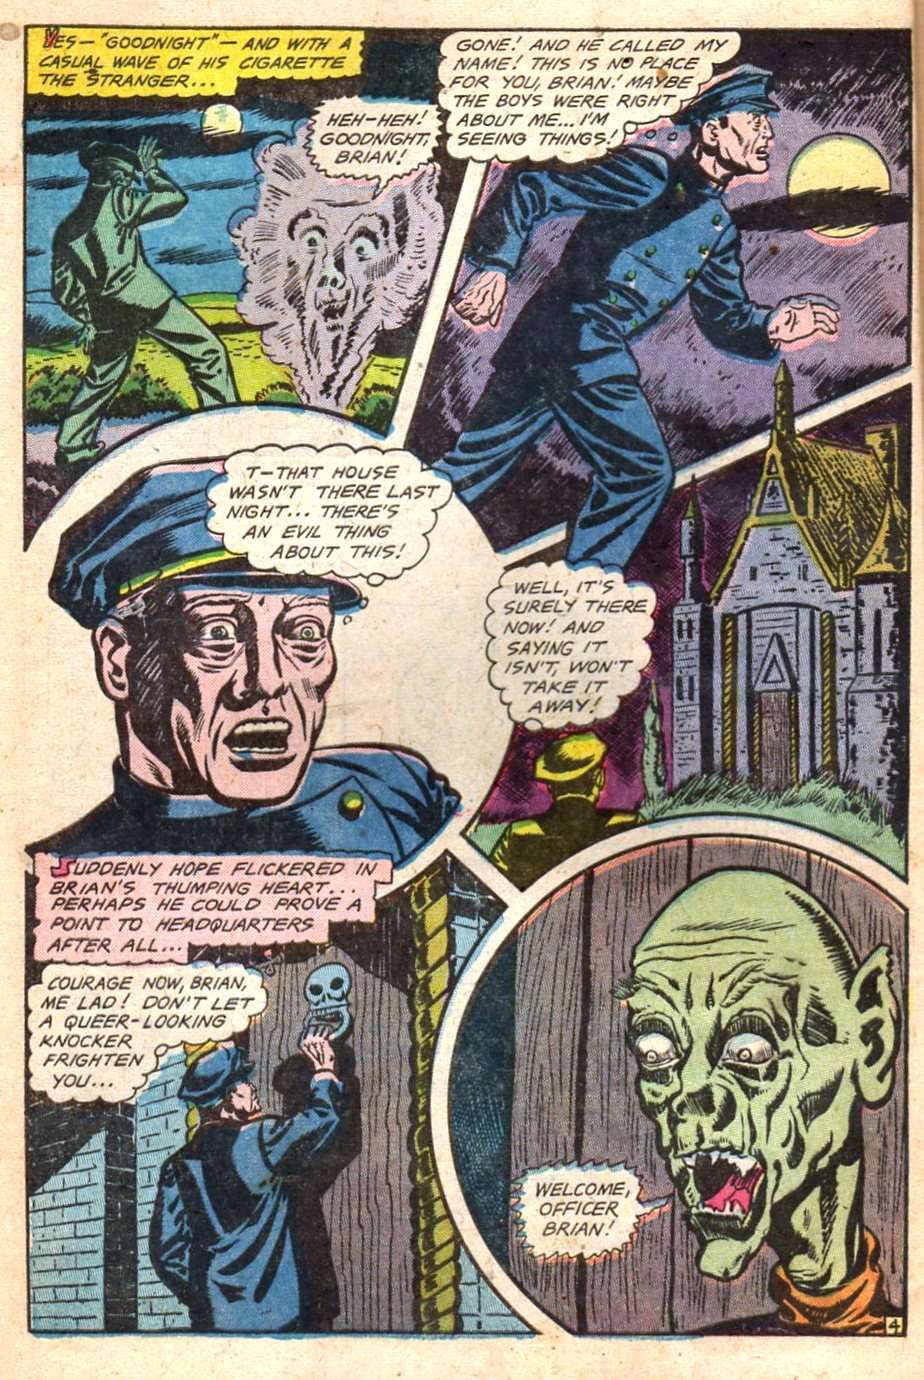 YES — "GOODNIGHT" — AND WITH A
CASUAL WAVE OF HIS CIGARETTE
THE STRANGER...
HEH-HEH!
GOODNIGHT,
BRIAN!
GONE! AND HE CALLED MY
NAME! THIS IS NO PLACE
FOR YOU, BRIAN! MAYBE
THE BOYS WERE RIGHT
ABOUT ME... I'M
SEEING THINGS!
T-THAT HOUSE
WASN'T THERE LAST
NIGHT... THERE'S
AN EVIL THING
ABOUT THIS!
WELL, IT'S
SURELY THERE
NOW! AND
SAYING IT
ISN'T, WON'T
TAKE IT
AWAY!
SUDDENLY HOPE FLICKERED IN
BRIAN'S THUMPING HEART...
PERHAPS HE COULD PROVE A
POINT TO HEADQUARTERS
AFTER ALL...
COURAGE NOW, BRIAN,
ME LAD! DON'T LET
A QUEER-LOOKING
KNOCKER
FRIGHTEN
YOU...
WELCOME,
OFFICER
BRIAN!
4